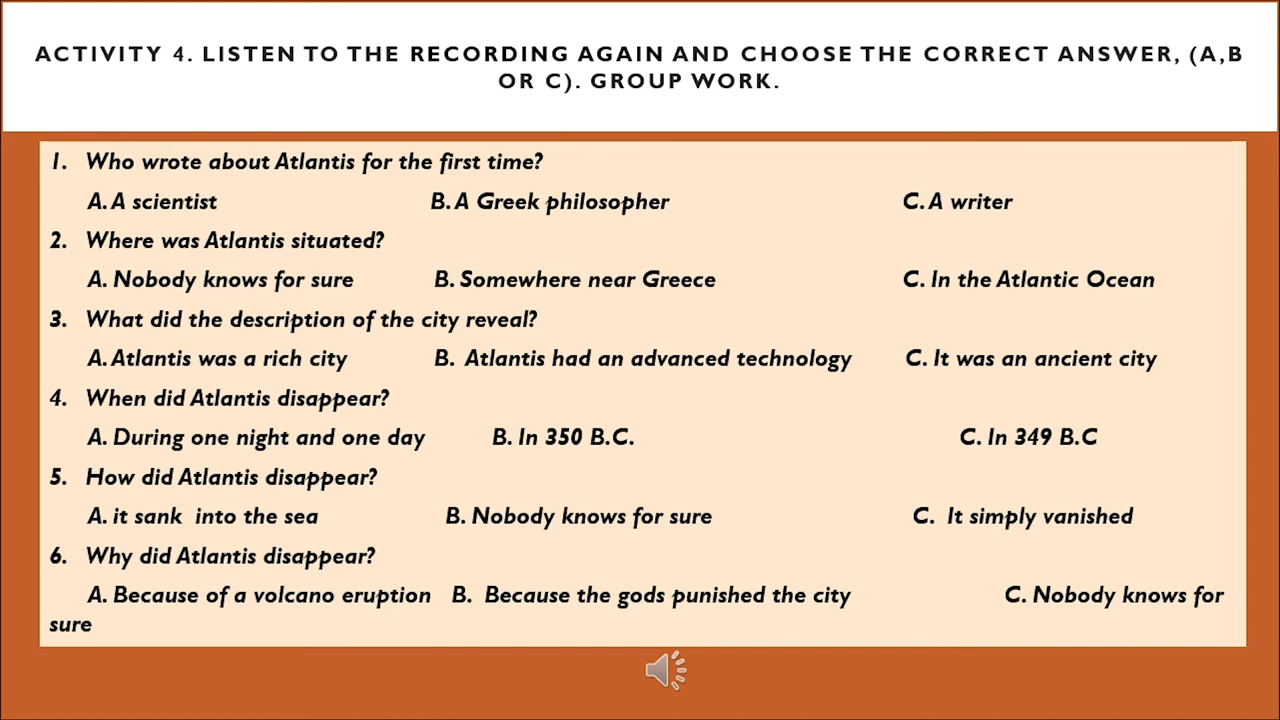 ACTIVITY 4. LISTEN TO THE RECORDING AGAIN AND CHOOSE THE CORRECT ANSWER, (A,B
OR C). GROUP WORK.
1. Who wrote about Atlantis for the first time?
A. A scientist B. A Greek philosopher C. A writer
2. Where was Atlantis situated?
A. Nobody knows for sure B. Somewhere near Greece C. In the Atlantic Ocean
3. What did the description of the city reveal?
A. Atlantis was a rich city B. Atlantis had an advanced technology C. It was an ancient city
4. When did Atlantis disappear?
A. During one night and one day B. In 350 B.C. C. In 349 B.C
5. How did Atlantis disappear?
A. it sank into the sea B. Nobody knows for sure C. It simply vanished
6. Why did Atlantis disappear?
A. Because of a volcano eruption B. Because the gods punished the city C. Nobody knows for
sure